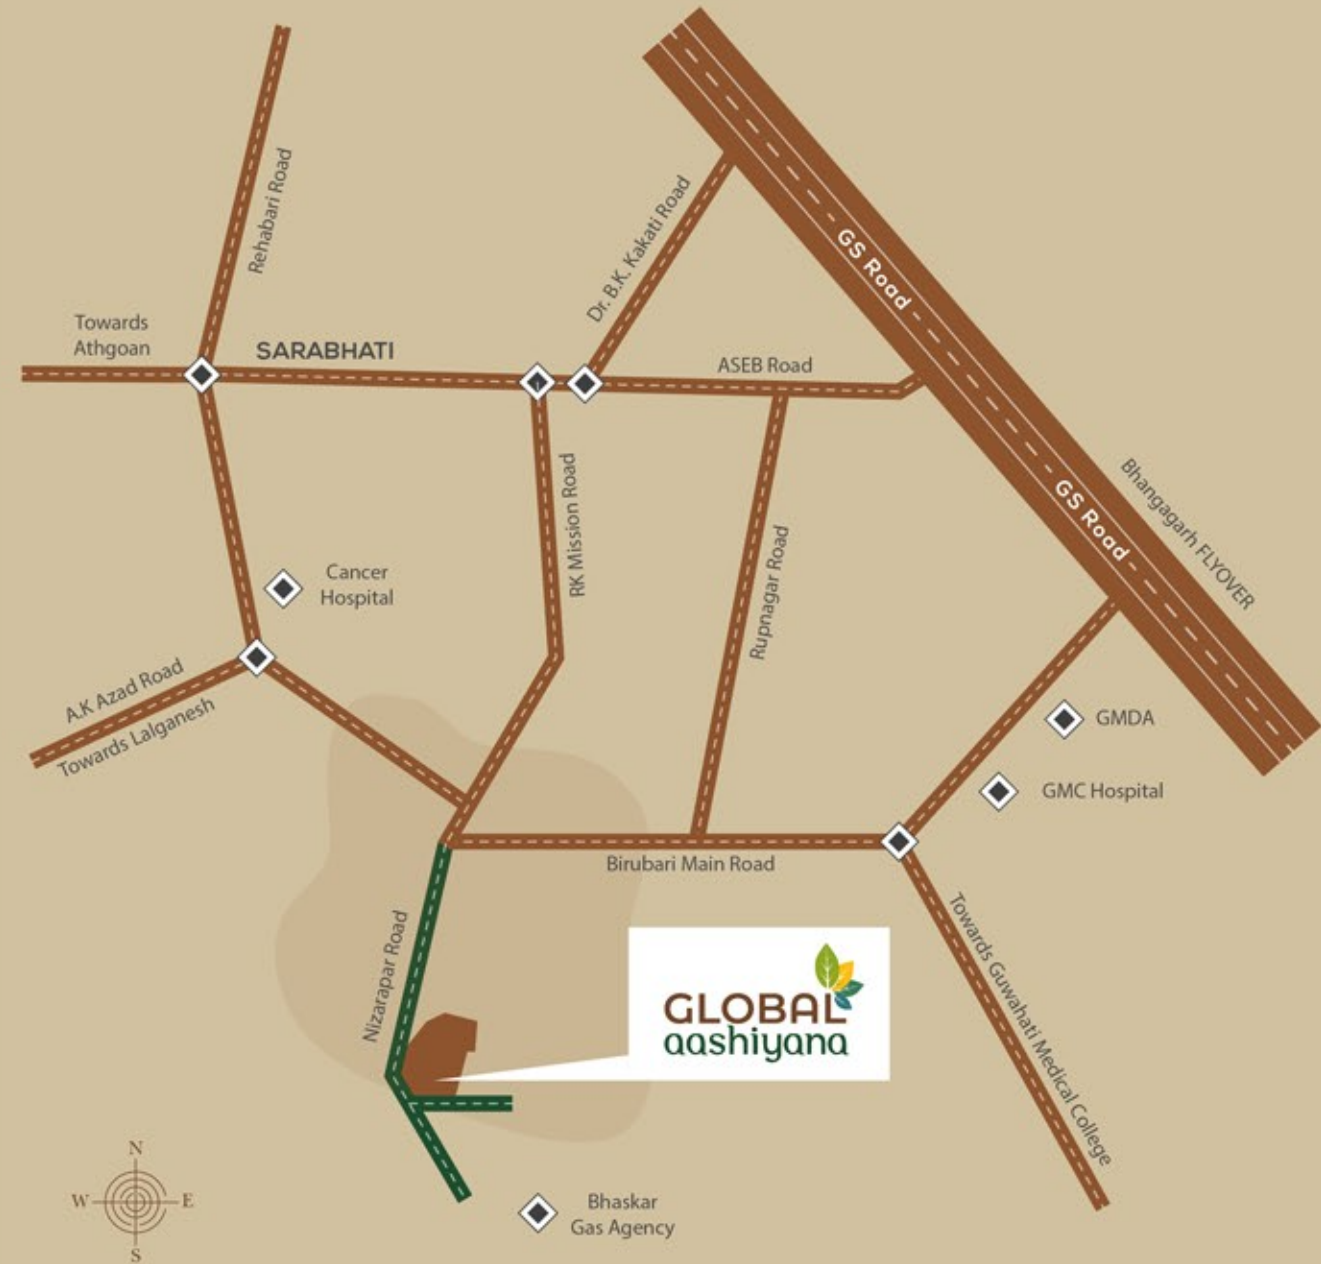 Rehabari Road
Dr. B.K. Kakati Road
GS Road
Towards
Athgoan
SARABHATI
ASEB Road
GS Road
Bhangagarh FLYOVER
RK Mission Road
Rupnagar Road
Cancer
Hospital
A.K Azad Road
Towards Lalganesh
GMDA
GMC Hospital
Birubari Main Road
Nizarapar Road
Towards Guwahati Medical College
GLOBAL
aashiyana
N
W E
S
Bhaskar
Gas Agency